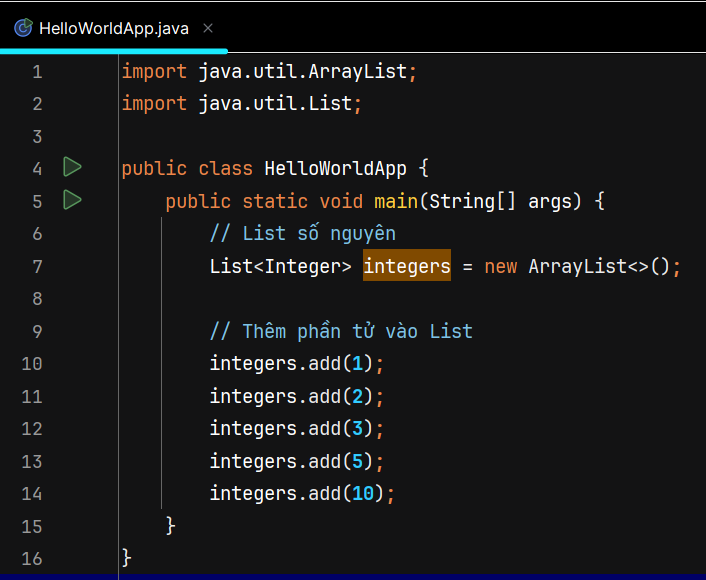 HelloWorldApp.java ×
1 import java.util.ArrayList;
2 import java.util.List;
3
4 public class HelloWorldApp {
5 public static void main(String[] args) {
6 // List số nguyên
7 List<Integer> integers = new ArrayList<>();
8
9 // Thêm phần tử vào List
10 integers.add(1);
11 integers.add(2);
12 integers.add(3);
13 integers.add(5);
14 integers.add(10);
15 }
16 }